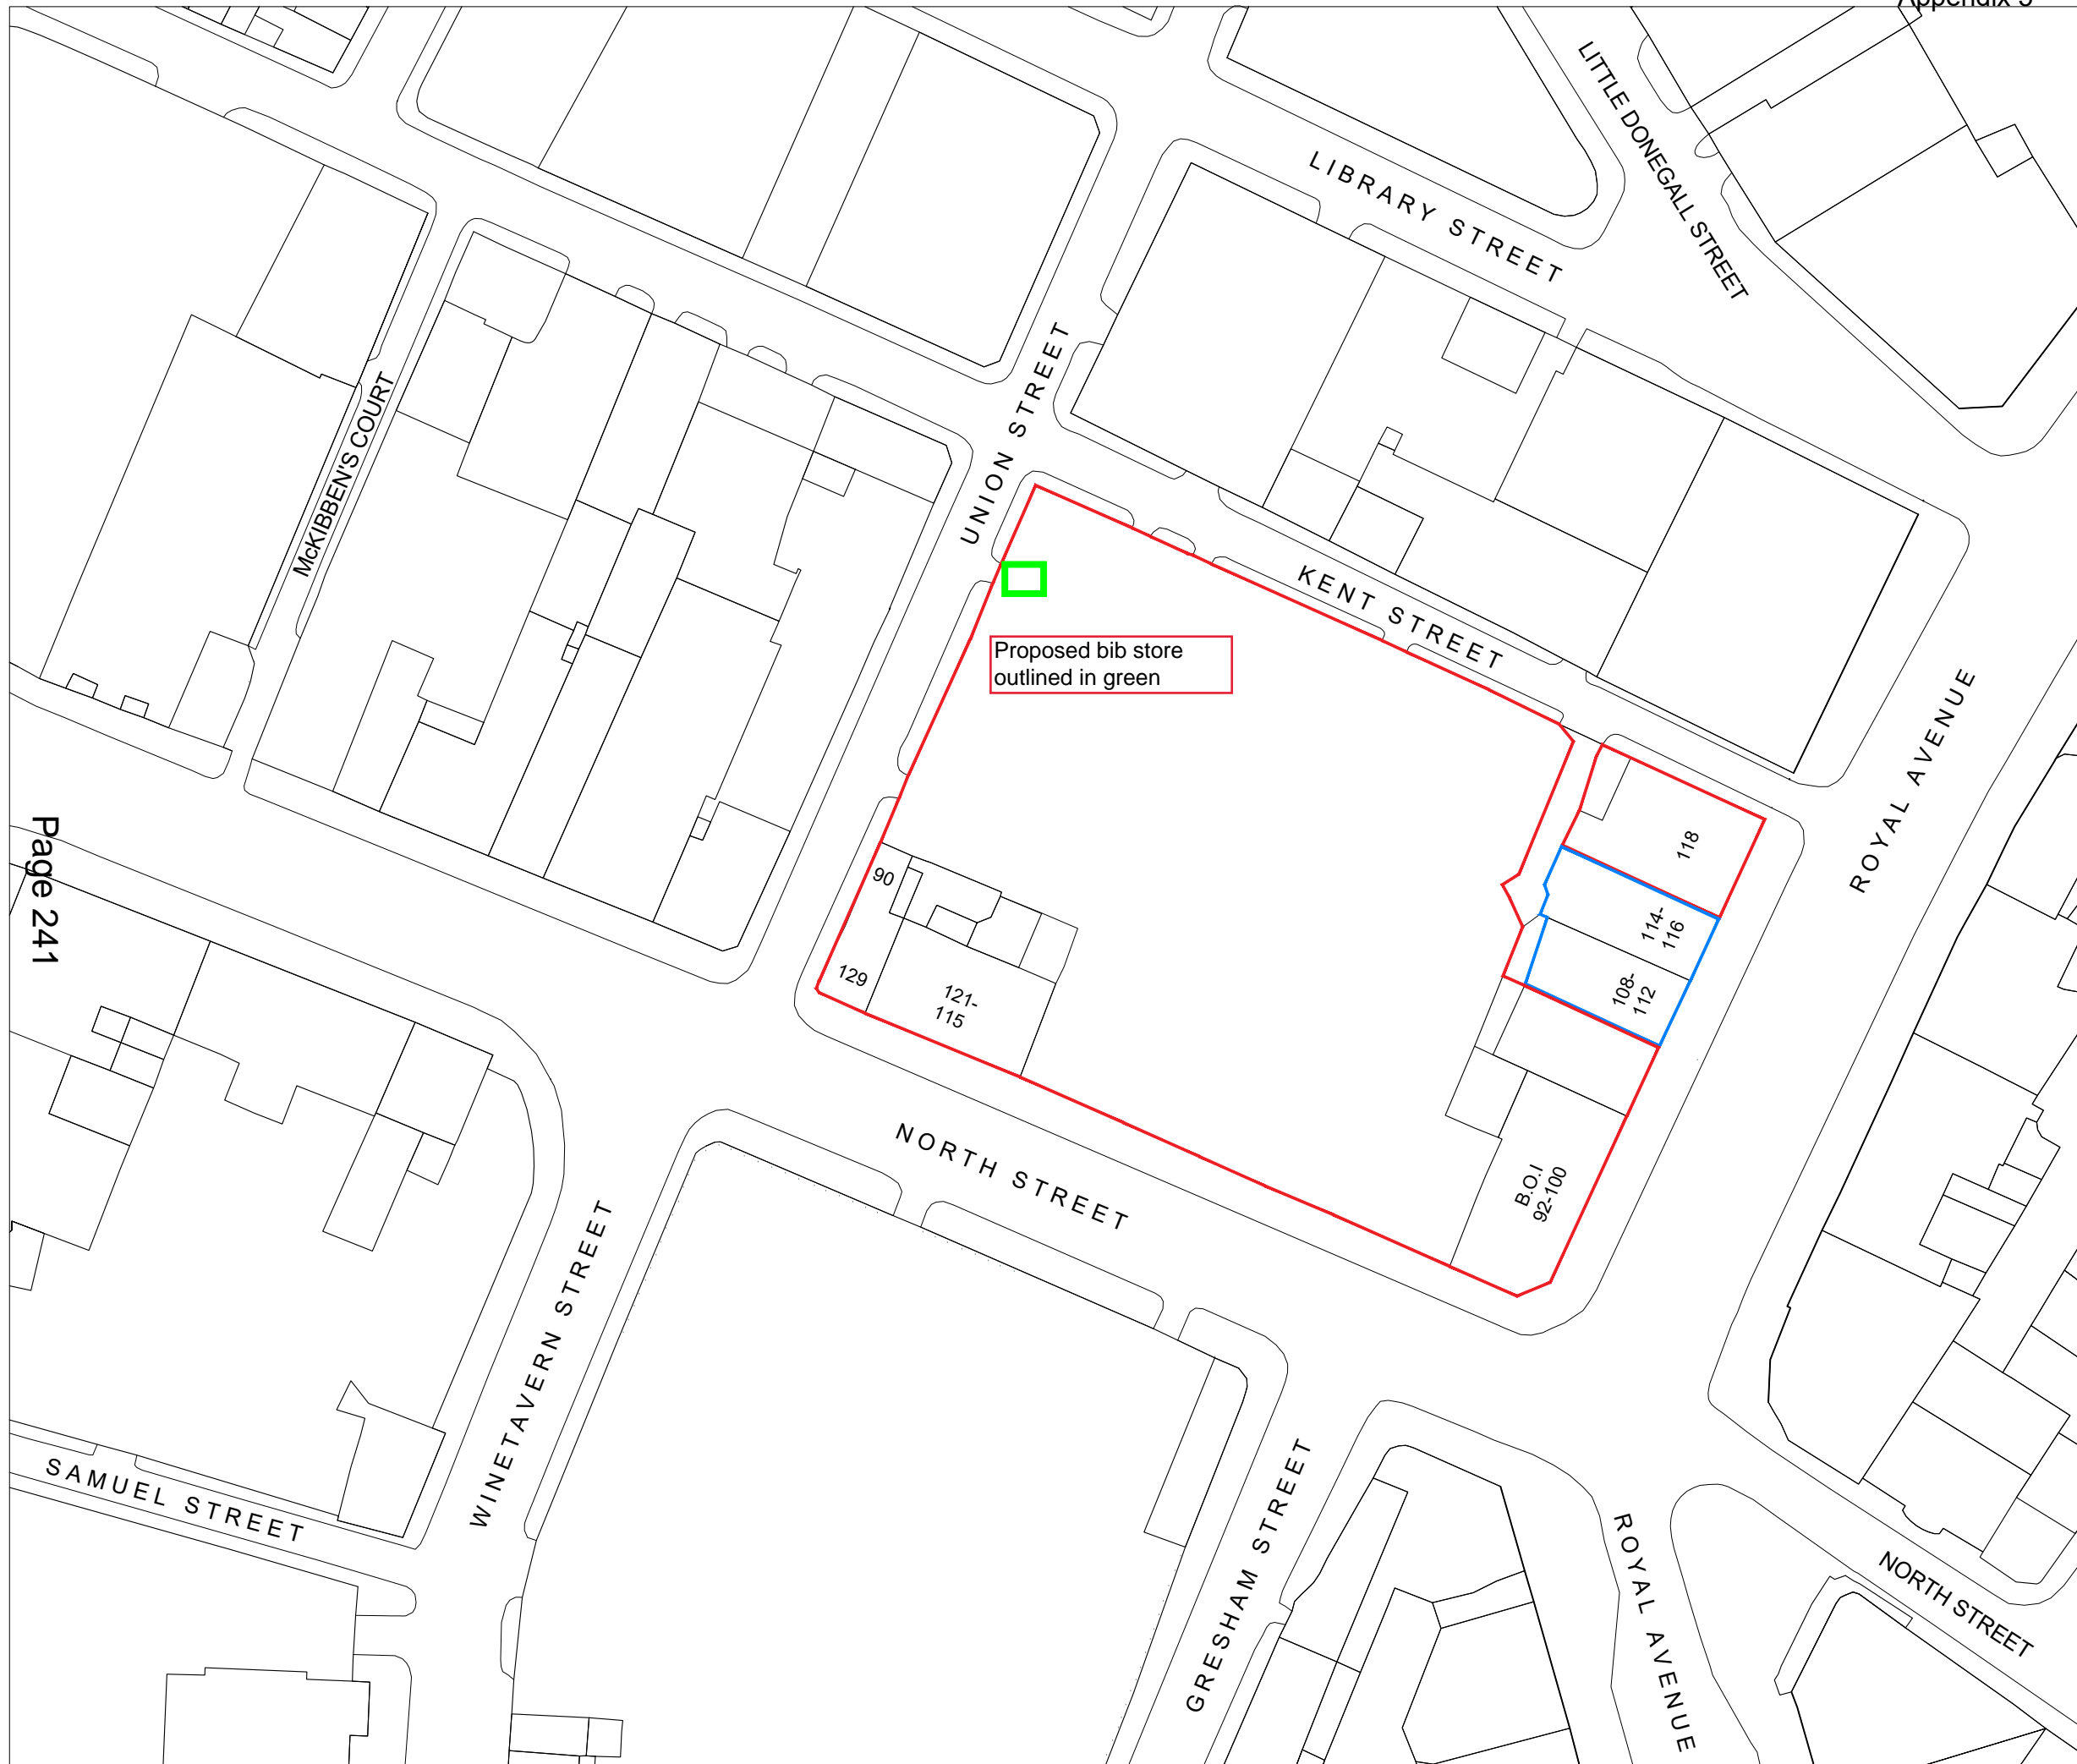 Appendix 3
LITTLE DONEGALL STREET
LIBRARY STREET
UNION STREET
McKIBBEN'S COURT
KENT STREET
Proposed bib store
outlined in green
ROYAL AVENUE
118
114-
116
108-
112
90
129
121-
115
B.O.I
92-100
Page 241
NORTH STREET
WINETAVERN STREET
SAMUEL STREET
GRESHAM STREET
ROYAL AVENUE
NORTH STREET